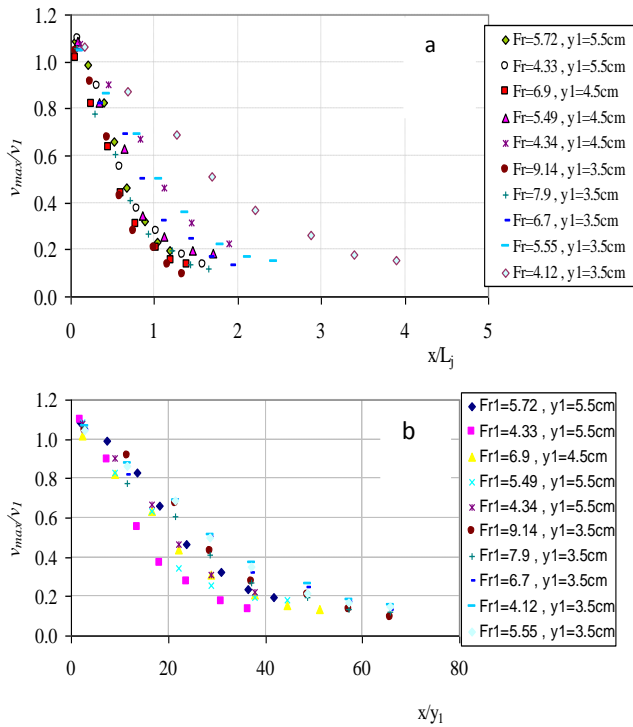 a
1.2
1.0
0.8
0.6
0.4
0.2
0.0
v_max/v_1
0 1 2 3 4 5
x/L_j
Fr=5.72 , y1=5.5cm
Fr=4.33 , y1=5.5cm
Fr=6.9 , y1=4.5cm
Fr=5.49 , y1=4.5cm
Fr=4.34 , y1=4.5cm
Fr=9.14 , y1=3.5cm
Fr=7.9 , y1=3.5cm
Fr=6.7 , y1=3.5cm
Fr=5.55 , y1=3.5cm
Fr=4.12 , y1=3.5cm
b
1.2
1.0
0.8
0.6
0.4
0.2
0.0
v_max/v_1
0 20 40 60 80
x/y_1
Fr1=5.72 , y1=5.5cm
Fr1=4.33 , y1=5.5cm
Fr1=6.9 , y1=4.5cm
Fr1=5.49 , y1=5.5cm
Fr1=4.34 , y1=5.5cm
Fr1=9.14 , y1=3.5cm
Fr1=7.9 , y1=3.5cm
Fr1=6.7 , y1=3.5cm
Fr1=4.12 , y1=3.5cm
Fr1=5.55 , y1=3.5cm